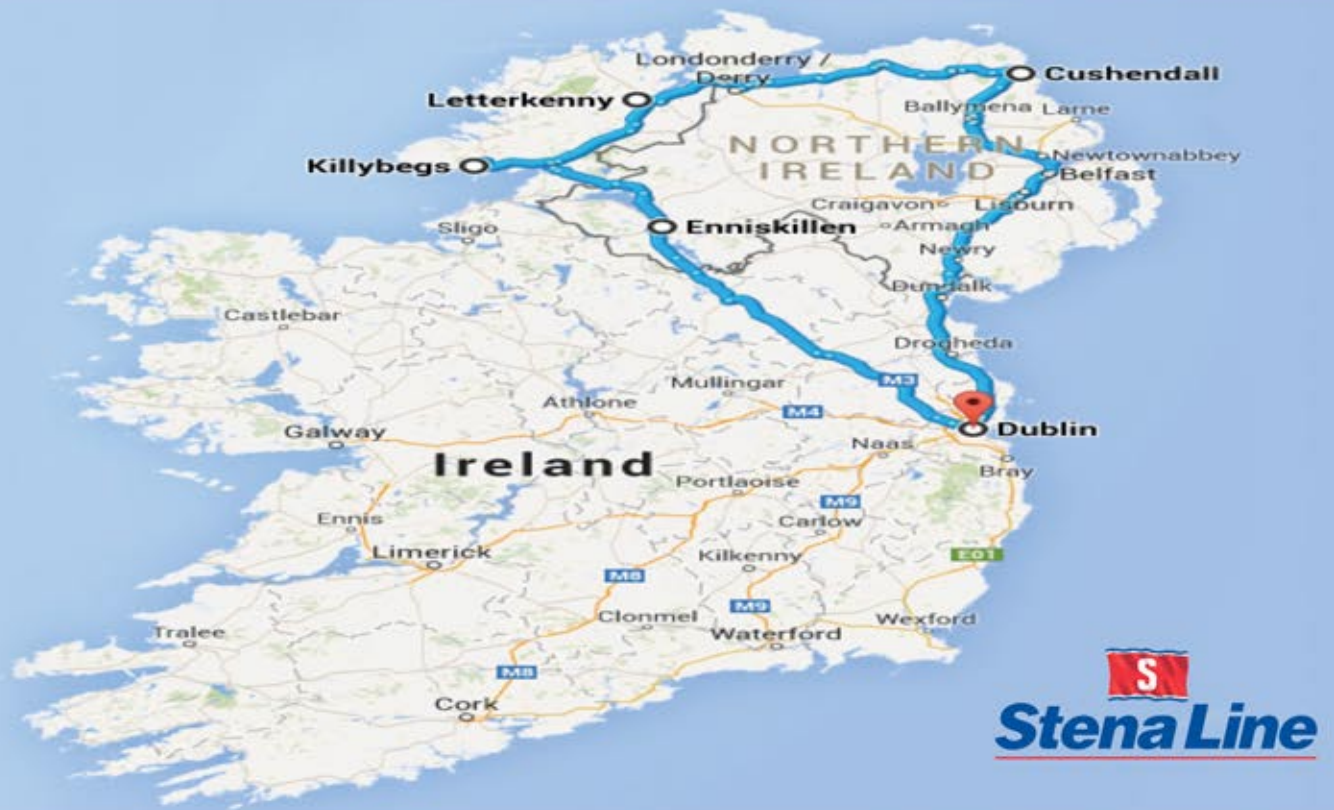 Londonderry /
Derry
Cushendall
Letterkenny
Ballymena
Larne
NORTHERN
IRELAND
Killybegs
Newtownabbey
Belfast
Craigavon
Lisburn
Enniskillen
Armagh
Sligo
Newry
Dundalk
Castlebar
Drogheda
Mullingar
M3
Athlone
M4
Galway
Dublin
Naas
Ireland
Bray
Portlaoise
M9
Ennis
Carlow
Limerick
Kilkenny
E01
M8
M9
Clonmel
Wexford
Tralee
Waterford
M8
Cork
S
Stena Line